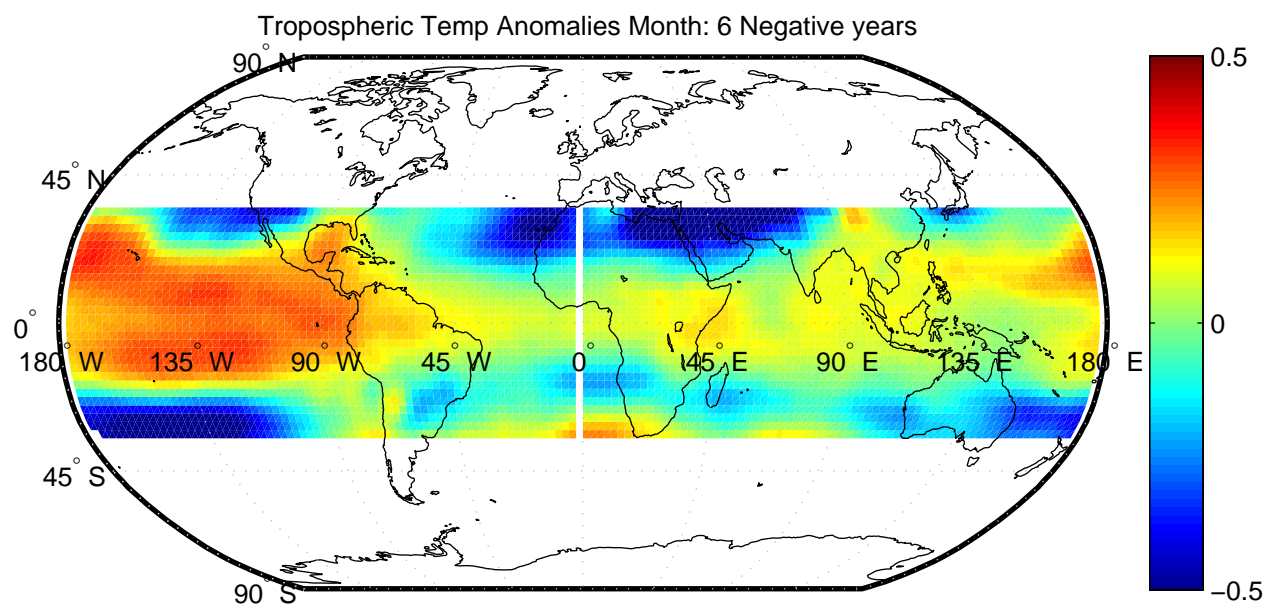 Tropospheric Temp Anomalies Month: 6 Negative years
90° N
45° N
0°
180° W 135° W 90° W 45° W 0° 45° E 90° E 135° E 180° E
45° S
90° S
0.5
0
−0.5